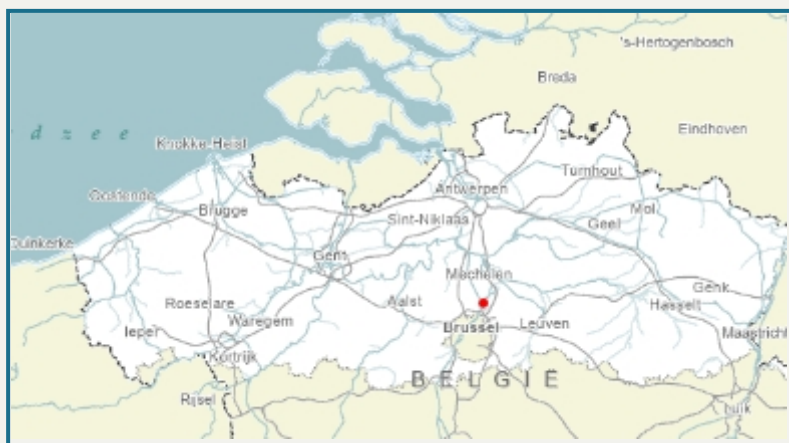 's-Hertogenbosch
Breda
Eindhoven
d z e e
Knokke-Heist
Turnhout
Oostende
Antwerpen
Brugge
Sint-Niklaas
Mol
Geel
Duinkerke
Gent
Mechelen
Genk
Roeselare
Aalst
Hasselt
Waregem
Brussel
Leuven
Ieper
Maastricht
Kortrijk
BELGIË
Rijsel
Luik